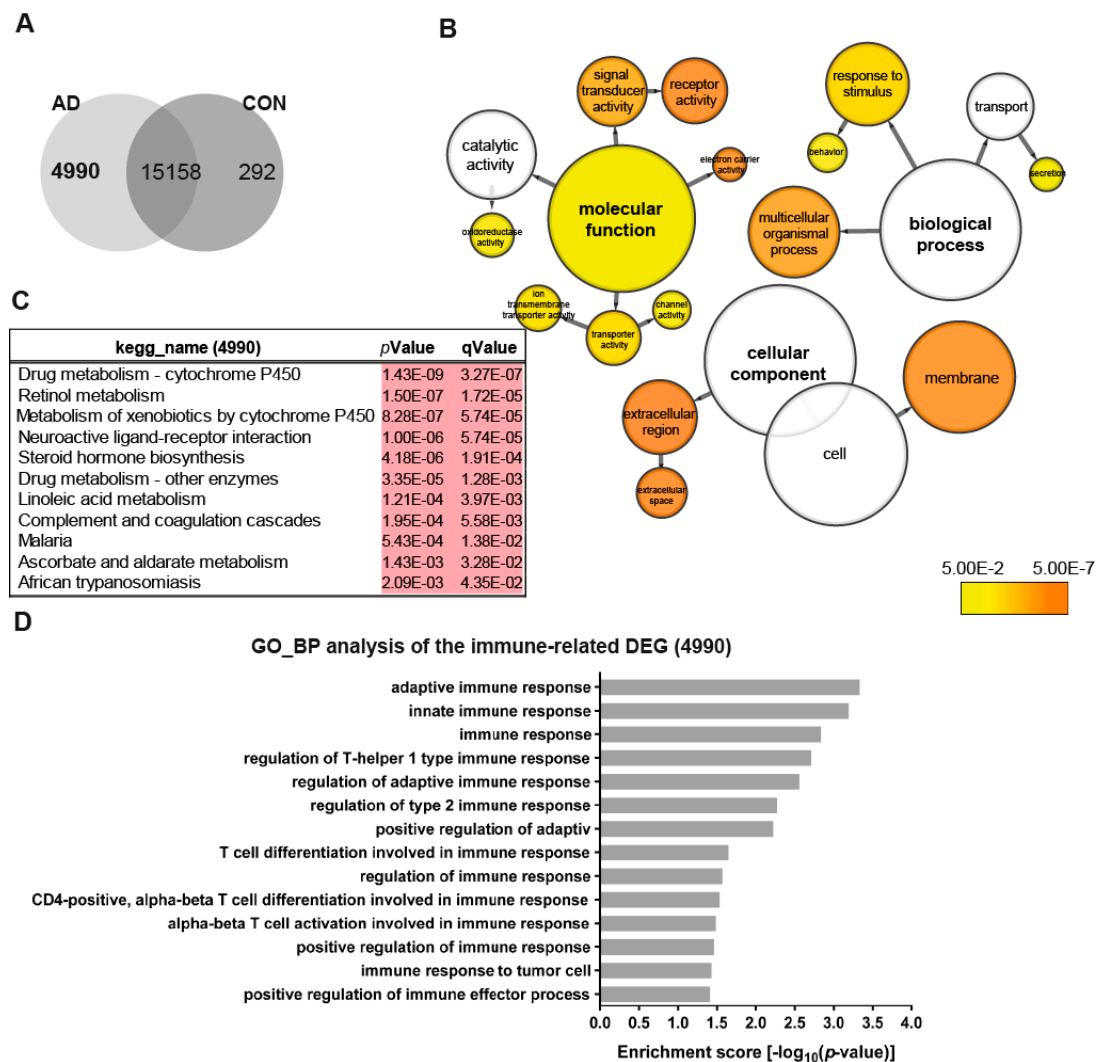 A
AD
CON
4990
15158
292
B
signal
transducer
activity
receptor
activity
catalytic
activity
electron carrier
activity
molecular
function
oxidoreductase
activity
ion
transmembrane
transporter activity
channel
activity
transporter
activity
response to
stimulus
transport
behavior
secretion
multicellular
organismal
process
biological
process
cellular
component
membrane
extracellular
region
cell
extracellular
space
5.00E-2 5.00E-7
C
kegg_name (4990) pValue qValue
Drug metabolism - cytochrome P450 1.43E-09 3.27E-07
Retinol metabolism 1.50E-07 1.72E-05
Metabolism of xenobiotics by cytochrome P450 8.28E-07 5.74E-05
Neuroactive ligand-receptor interaction 1.00E-06 5.74E-05
Steroid hormone biosynthesis 4.18E-06 1.91E-04
Drug metabolism - other enzymes 3.35E-05 1.28E-03
Linoleic acid metabolism 1.21E-04 3.97E-03
Complement and coagulation cascades 1.95E-04 5.58E-03
Malaria 5.43E-04 1.38E-02
Ascorbate and aldarate metabolism 1.43E-03 3.28E-02
African trypanosomiasis 2.09E-03 4.35E-02
D
GO_BP analysis of the immune-related DEG (4990)
adaptive immune response
innate immune response
immune response
regulation of T-helper 1 type immune response
regulation of adaptive immune response
regulation of type 2 immune response
positive regulation of adaptiv
T cell differentiation involved in immune response
regulation of immune response
CD4-positive, alpha-beta T cell differentiation involved in immune response
alpha-beta T cell activation involved in immune response
positive regulation of immune response
immune response to tumor cell
positive regulation of immune effector process
0.0 0.5 1.0 1.5 2.0 2.5 3.0 3.5 4.0
Enrichment score [-log10(p-value)]